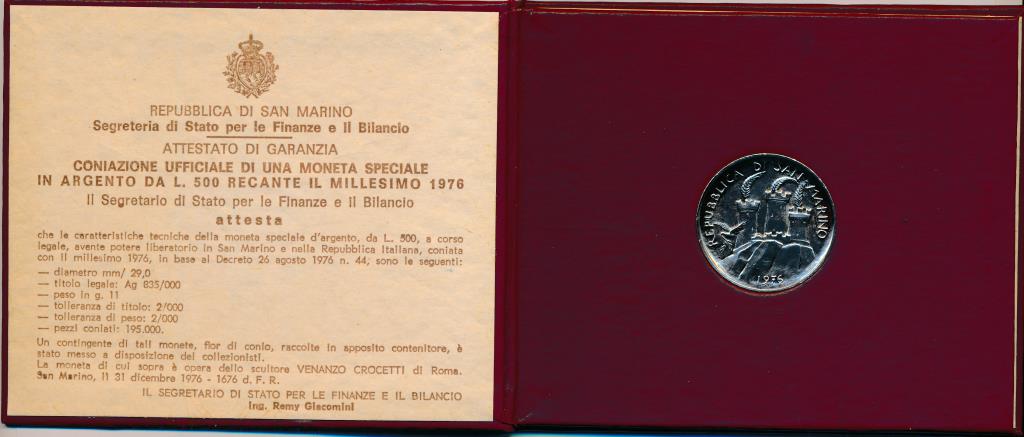 REPUBBLICA DI SAN MARINO
Segreteria di Stato per le Finanze e il Bilancio
ATTESTATO DI GARANZIA
CONIAZIONE UFFICIALE DI UNA MONETA SPECIALE
IN ARGENTO DA L. 500 RECANTE IL MILLESIMO 1976
Il Segretario di Stato per le Finanze e il Bilancio
attesta
che le caratteristiche tecniche della moneta speciale d'argento, da L. 500, a corso
legale, avente potere liberatorio in San Marino e nella Repubblica Italiana, coniata
con il millesimo 1976, in base al Decreto 26 agosto 1976 n. 44; sono le seguenti:
— diametro mm/ 29,0
— titolo legale: Ag 835/000
— peso in g. 11
— tolleranza di titolo: 2/000
— tolleranza di peso: 2/000
— pezzi coniati: 195.000.
Un contingente di tali monete, fior di conio, raccolte in apposito contenitore, è
stato messo a disposizione dei collezionisti.
La moneta di cui sopra è opera dello scultore VENANZO CROCETTI di Roma.
San Marino, il 31 dicembre 1976 - 1676 d. F. R.
IL SEGRETARIO DI STATO PER LE FINANZE E IL BILANCIO
Ing. Remy Giacomini
REPUBBLICA DI SAN MARINO
1976